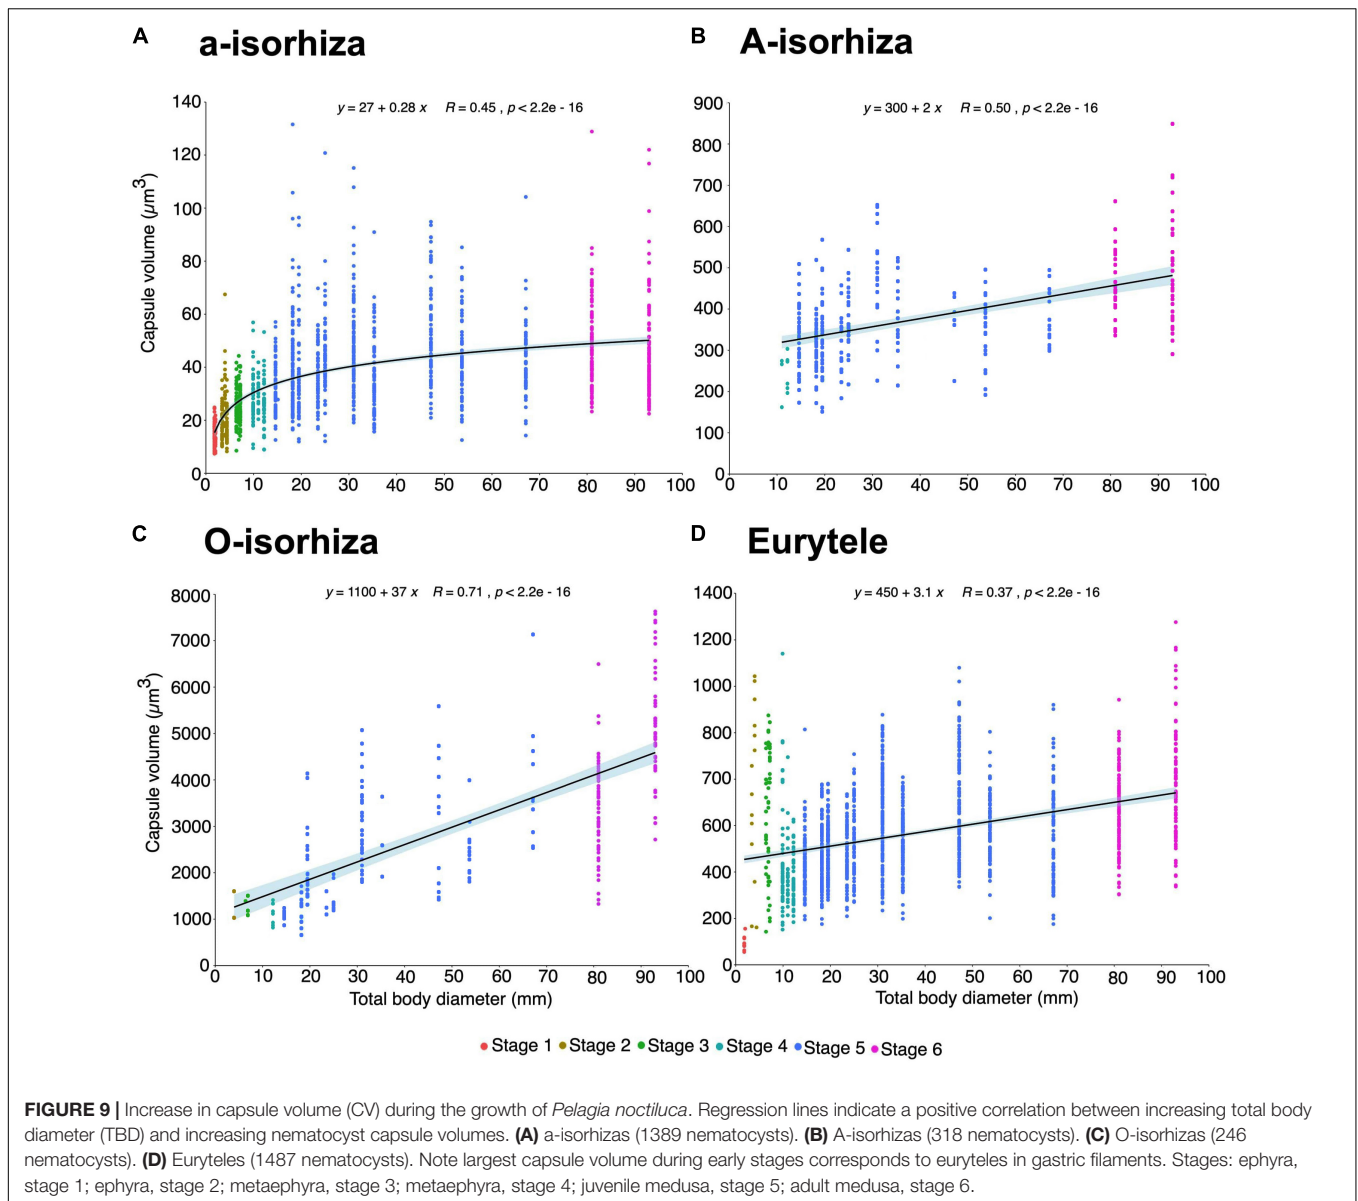 A a-isorhiza
y = 27 + 0.28 x R = 0.45 , p < 2.2e - 16
Capsule volume (µm3)
140
120
100
80
60
40
20
0
0 10 20 30 40 50 60 70 80 90 100
B A-isorhiza
y = 300 + 2 x R = 0.50 , p < 2.2e - 16
900
800
700
600
500
400
300
200
100
0
0 10 20 30 40 50 60 70 80 90 100
C O-isorhiza
y = 1100 + 37 x R = 0.71 , p < 2.2e - 16
Capsule volume (µm3)
8000
7000
6000
5000
4000
3000
2000
1000
0
0 10 20 30 40 50 60 70 80 90 100
Total body diameter (mm)
D Eurytele
y = 450 + 3.1 x R = 0.37 , p < 2.2e - 16
1400
1200
1000
800
700
600
400
200
0
0 10 20 30 40 50 60 70 80 90 100
Total body diameter (mm)
Stage 1 Stage 2 Stage 3 Stage 4 Stage 5 Stage 6
FIGURE 9 | Increase in capsule volume (CV) during the growth of Pelagia noctiluca. Regression lines indicate a positive correlation between increasing total body
diameter (TBD) and increasing nematocyst capsule volumes. (A) a-isorhizas (1389 nematocysts). (B) A-isorhizas (318 nematocysts). (C) O-isorhizas (246
nematocysts). (D) Euryteles (1487 nematocysts). Note largest capsule volume during early stages corresponds to euryteles in gastric filaments. Stages: ephyra,
stage 1; ephyra, stage 2; metaephyra, stage 3; metaephyra, stage 4; juvenile medusa, stage 5; adult medusa, stage 6.